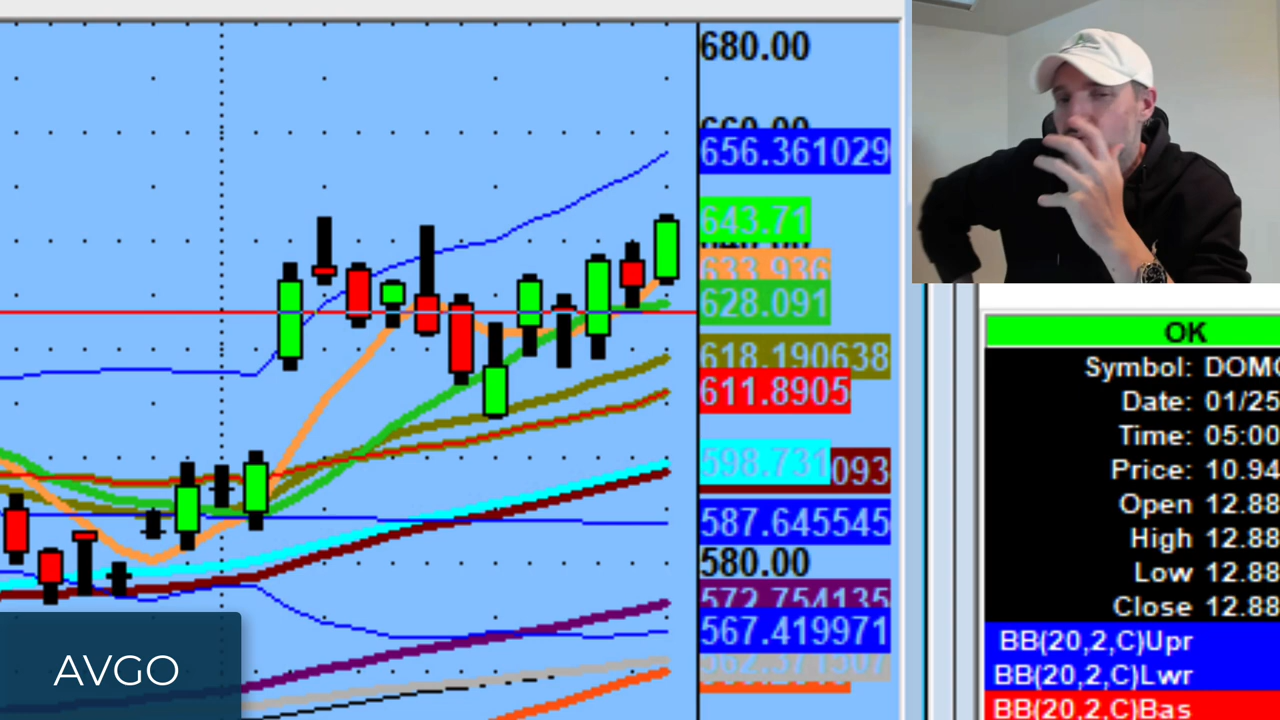 680.00
656.361029
643.71
633.936
628.091
618.190638
611.8905
598.731
093
587.645545
580.00
572.754135
567.419971
AVGO
OK
Symbol: DOMO
Date: 01/25
Time: 05:00
Price: 10.94
Open 12.88
High 12.88
Low 12.88
Close 12.88
BB(20,2,C)Upr
BB(20,2,C)Lwr
BB(20,2,C)Bas